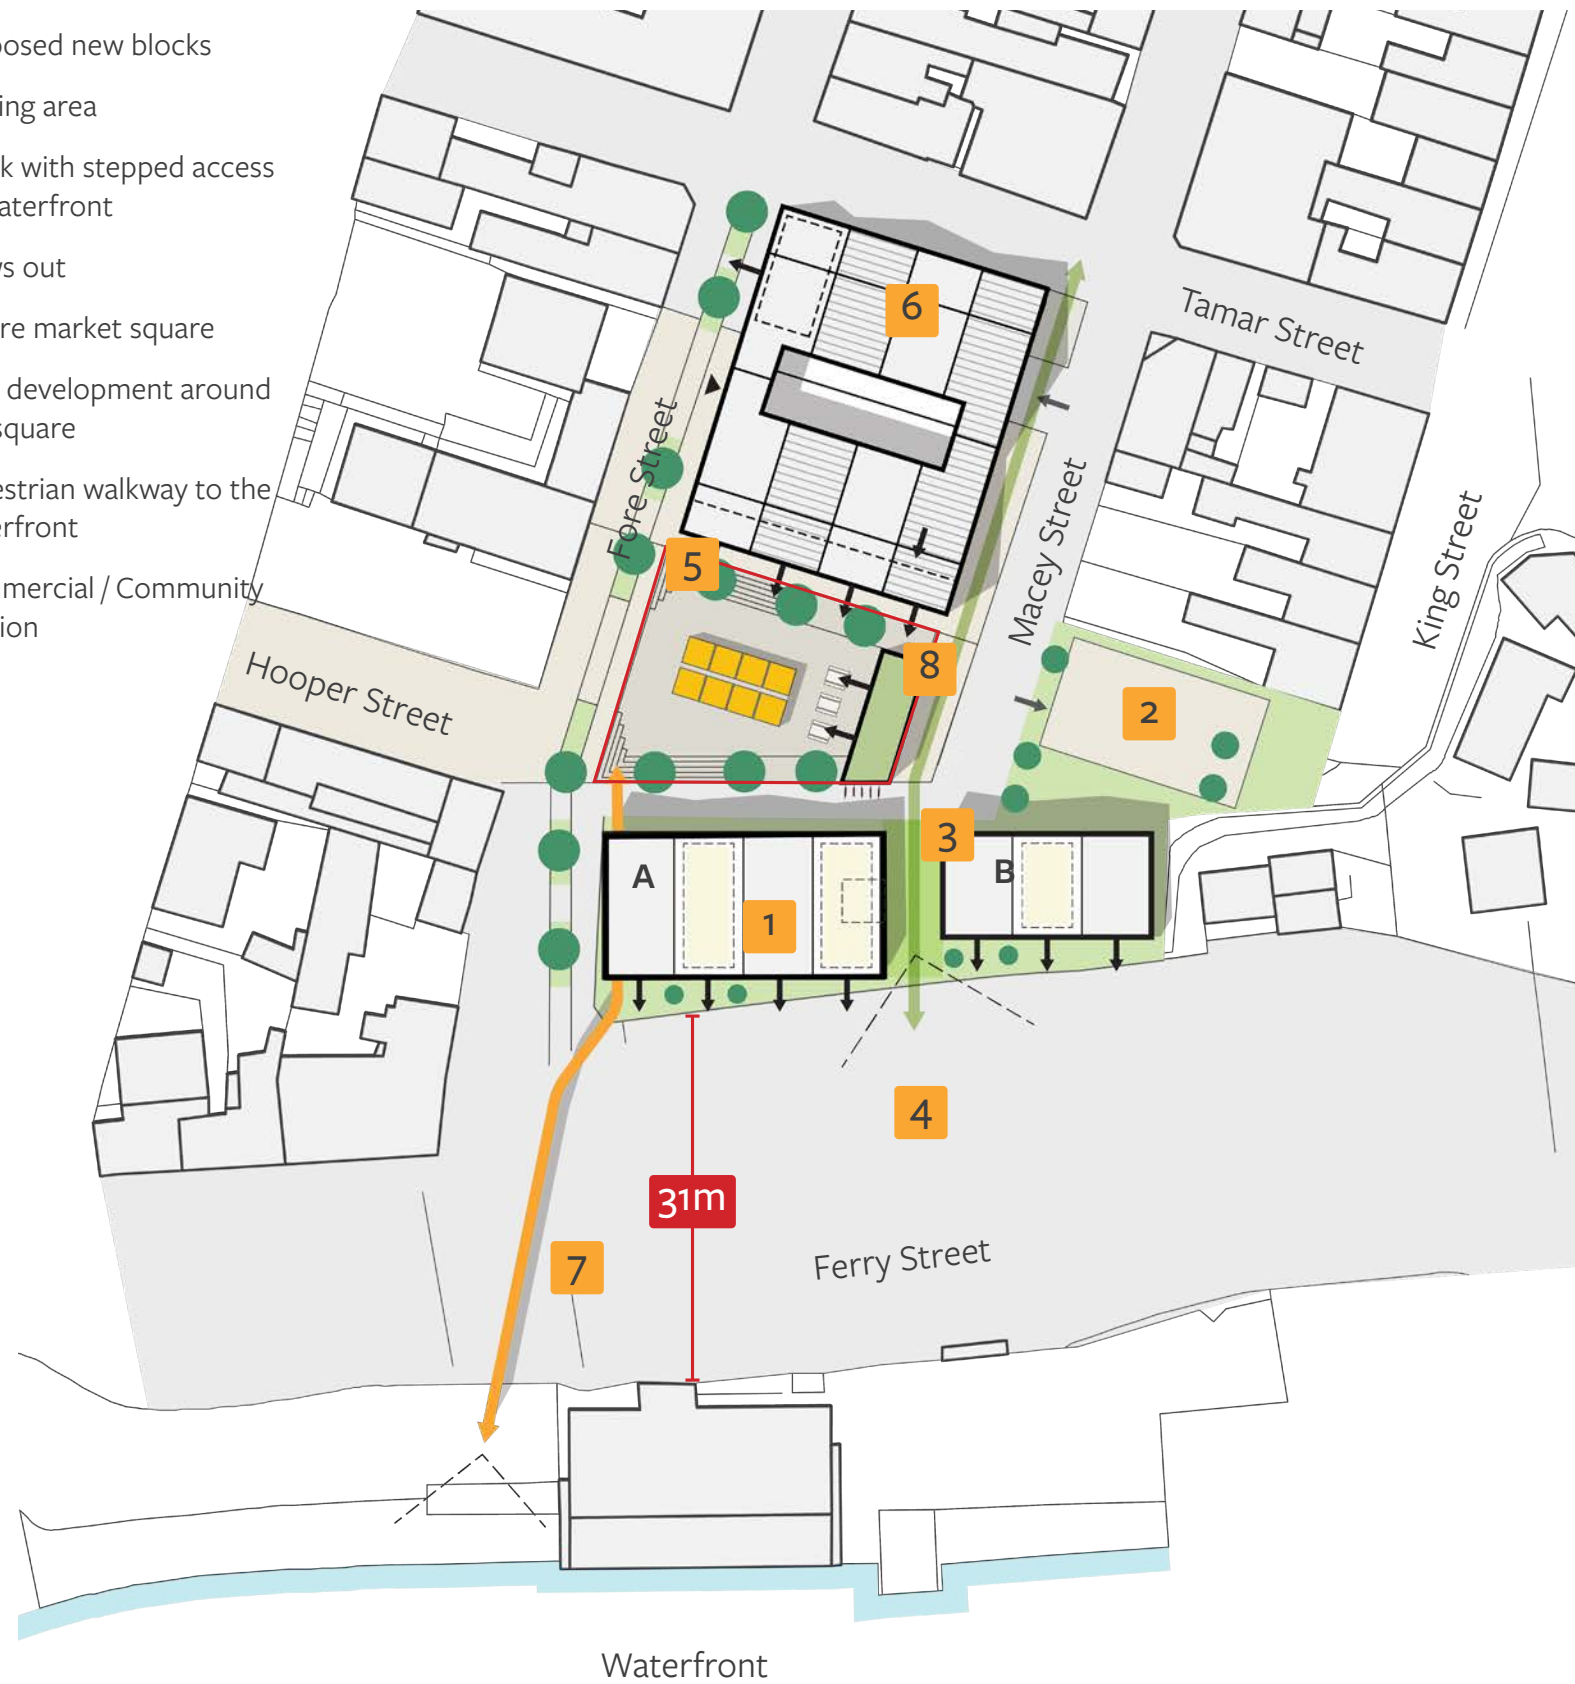 posed new blocks
ing area
k with stepped access
aterfront
s out
re market square
development around
square
estrian walkway to the
erfront
mercial / Community
ion
6
Tamar Street
Fore Street
5
Macey Street
King Street
8
Hooper Street
2
3
A
B
1
4
31m
Ferry Street
7
Waterfront